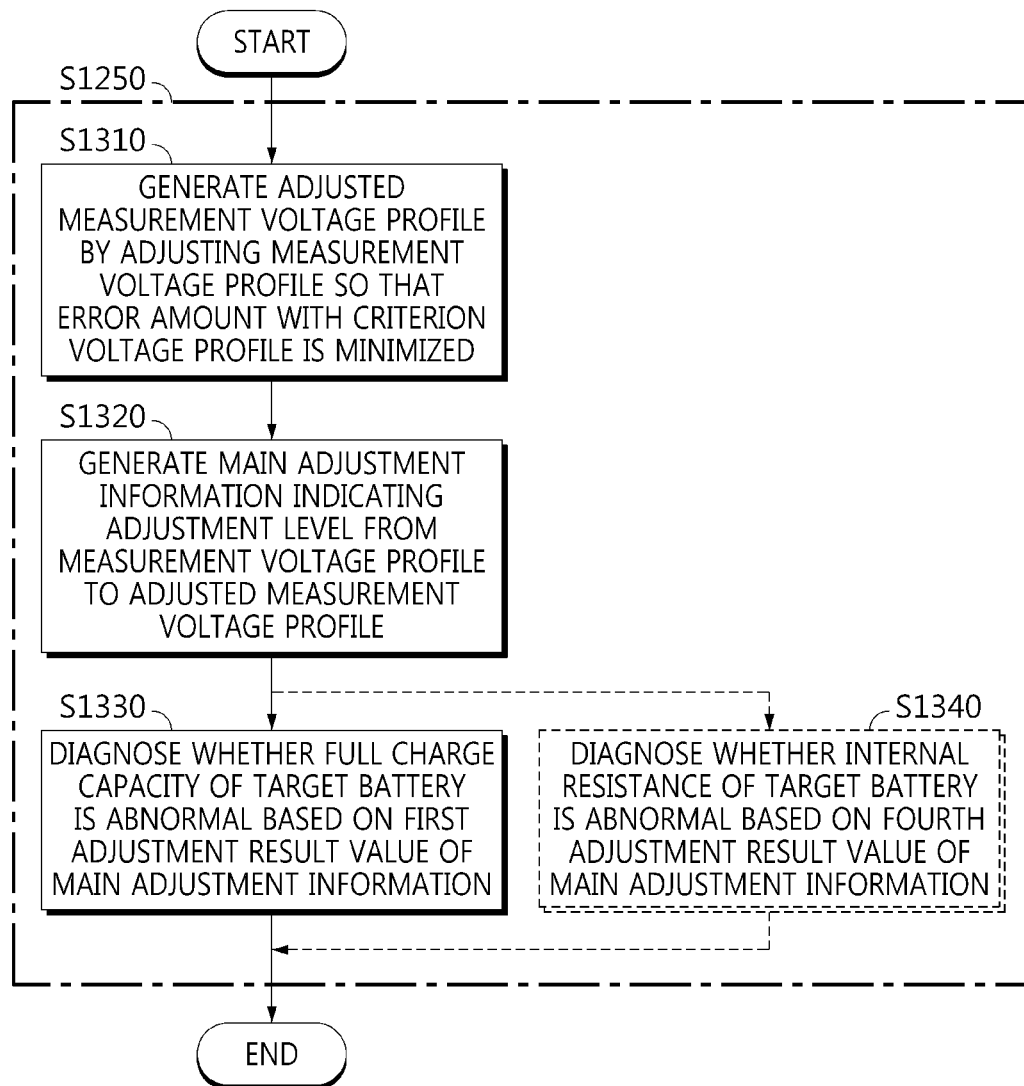 START
S1250
S1310
GENERATE ADJUSTED
MEASUREMENT VOLTAGE PROFILE
BY ADJUSTING MEASUREMENT
VOLTAGE PROFILE SO THAT
ERROR AMOUNT WITH CRITERION
VOLTAGE PROFILE IS MINIMIZED
S1320
GENERATE MAIN ADJUSTMENT
INFORMATION INDICATING
ADJUSTMENT LEVEL FROM
MEASUREMENT VOLTAGE PROFILE
TO ADJUSTED MEASUREMENT
VOLTAGE PROFILE
S1330
DIAGNOSE WHETHER FULL CHARGE
CAPACITY OF TARGET BATTERY
IS ABNORMAL BASED ON FIRST
ADJUSTMENT RESULT VALUE OF
MAIN ADJUSTMENT INFORMATION
S1340
DIAGNOSE WHETHER INTERNAL
RESISTANCE OF TARGET BATTERY
IS ABNORMAL BASED ON FOURTH
ADJUSTMENT RESULT VALUE OF
MAIN ADJUSTMENT INFORMATION
END